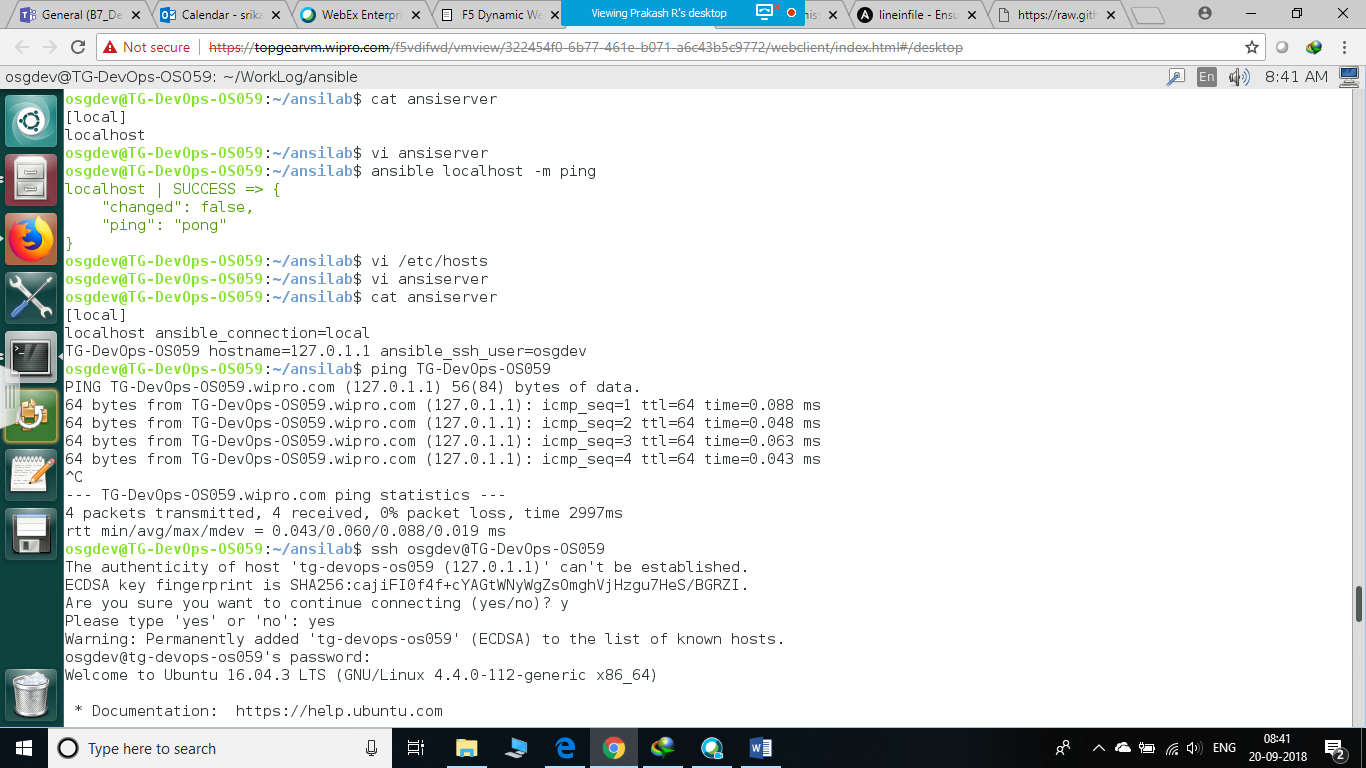 General (B7_De
Calendar - srika
WebEx Enterpri
F5 Dynamic We
Viewing Prakash R's desktop
miss
lineinfile - Ensu
https://raw.gith
Not secure https://topgearvm.wipro.com/f5vdifwd/vmview/322454f0-6b77-461e-b071-a6c43b5c9772/webclient/index.html#/desktop
osgdev@TG-DevOps-OS059: ~/WorkLog/ansible En 8:41 AM
osgdev@TG-DevOps-OS059:~/ansilab$ cat ansiserver
[local]
localhost
osgdev@TG-DevOps-OS059:~/ansilab$ vi ansiserver
osgdev@TG-DevOps-OS059:~/ansilab$ ansible localhost -m ping
localhost | SUCCESS => {
    "changed": false,
    "ping": "pong"
}
osgdev@TG-DevOps-OS059:~/ansilab$ vi /etc/hosts
osgdev@TG-DevOps-OS059:~/ansilab$ vi ansiserver
osgdev@TG-DevOps-OS059:~/ansilab$ cat ansiserver
[local]
localhost ansible_connection=local
TG-DevOps-OS059 hostname=127.0.1.1 ansible_ssh_user=osgdev
osgdev@TG-DevOps-OS059:~/ansilab$ ping TG-DevOps-OS059
PING TG-DevOps-OS059.wipro.com (127.0.1.1) 56(84) bytes of data.
64 bytes from TG-DevOps-OS059.wipro.com (127.0.1.1): icmp_seq=1 ttl=64 time=0.088 ms
64 bytes from TG-DevOps-OS059.wipro.com (127.0.1.1): icmp_seq=2 ttl=64 time=0.048 ms
64 bytes from TG-DevOps-OS059.wipro.com (127.0.1.1): icmp_seq=3 ttl=64 time=0.063 ms
64 bytes from TG-DevOps-OS059.wipro.com (127.0.1.1): icmp_seq=4 ttl=64 time=0.043 ms
^C
--- TG-DevOps-OS059.wipro.com ping statistics ---
4 packets transmitted, 4 received, 0% packet loss, time 2997ms
rtt min/avg/max/mdev = 0.043/0.060/0.088/0.019 ms
osgdev@TG-DevOps-OS059:~/ansilab$ ssh osgdev@TG-DevOps-OS059
The authenticity of host 'tg-devops-os059 (127.0.1.1)' can't be established.
ECDSA key fingerprint is SHA256:cajiFI0f4f+cYAGtWNyWgZsOmghVjHzgu7HeS/BGRZI.
Are you sure you want to continue connecting (yes/no)? y
Please type 'yes' or 'no': yes
Warning: Permanently added 'tg-devops-os059' (ECDSA) to the list of known hosts.
osgdev@tg-devops-os059's password:
Welcome to Ubuntu 16.04.3 LTS (GNU/Linux 4.4.0-112-generic x86_64)
 * Documentation:  https://help.ubuntu.com
Type here to search
ENG
08:41
20-09-2018
2